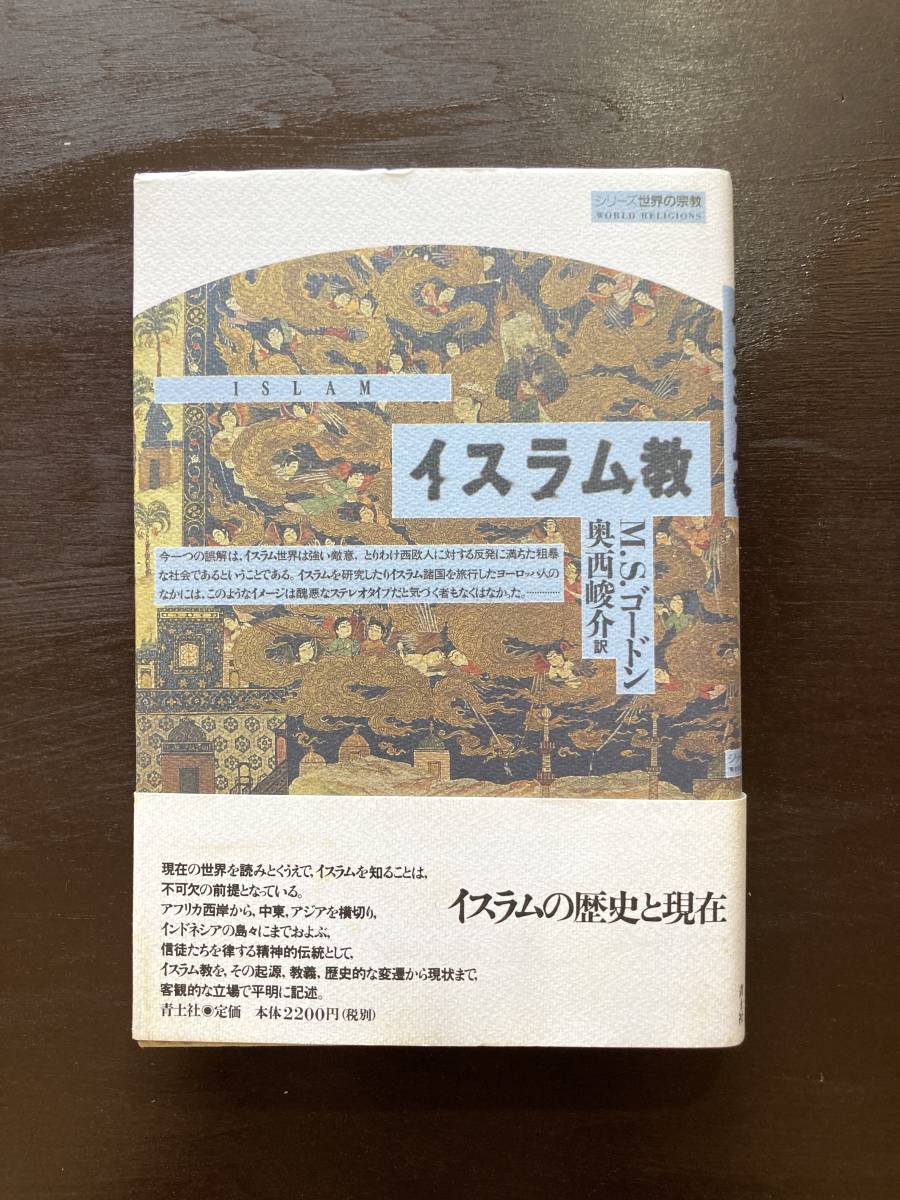 シリーズ世界の宗教
WORLD RELIGIONS
ISLAM
イスラム教
M.S.ゴードン
奥西峻介訳
今一つの誤解は、イスラム世界は強い敵意、とりわけ西欧人に対する反発に満ちた粗暴
な社会であるということである。イスラムを研究したりイスラム諸国を旅行したヨーロッパ人の
なかには、このようなイメージは醜悪なステレオタイプだと気づく者もなくはなかった。…………
現在の世界を読みとくうえで、イスラムを知ることは、
不可欠の前提となっている。
アフリカ西岸から、中東、アジアを横切り、
インドネシアの島々にまでおよぶ、
信徒たちを律する精神的伝統として、
イスラム教を、その起源、教義、歴史的な変遷から現状まで、
客観的な立場で平明に記述。
青土社◉定価 本体2200円(税別)
イスラムの歴史と現在